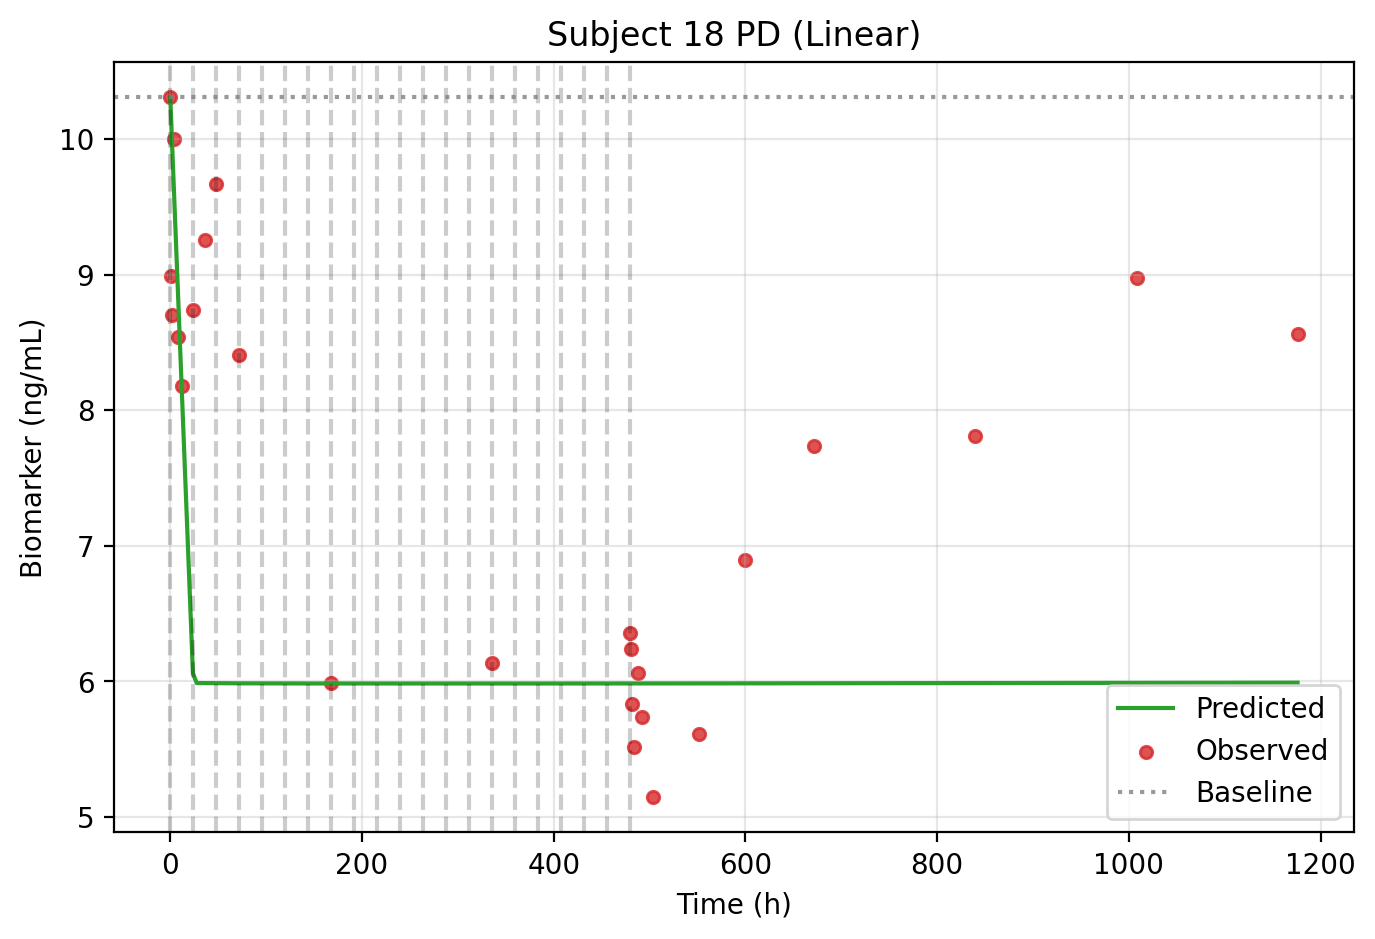 Subject 18 PD (Linear)
Biomarker (ng/mL)
10
9
8
7
6
5
0
200
400
600
800
1000
1200
Time (h)
Predicted
Observed
Baseline